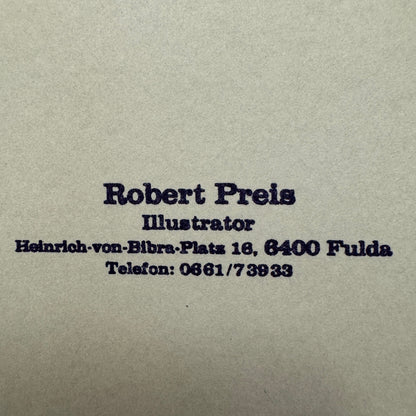 Robert Preis
Illustrator
Heinrich-von-Bibra-Platz 16, 6400 Fulda
Telefon: 0661/73933